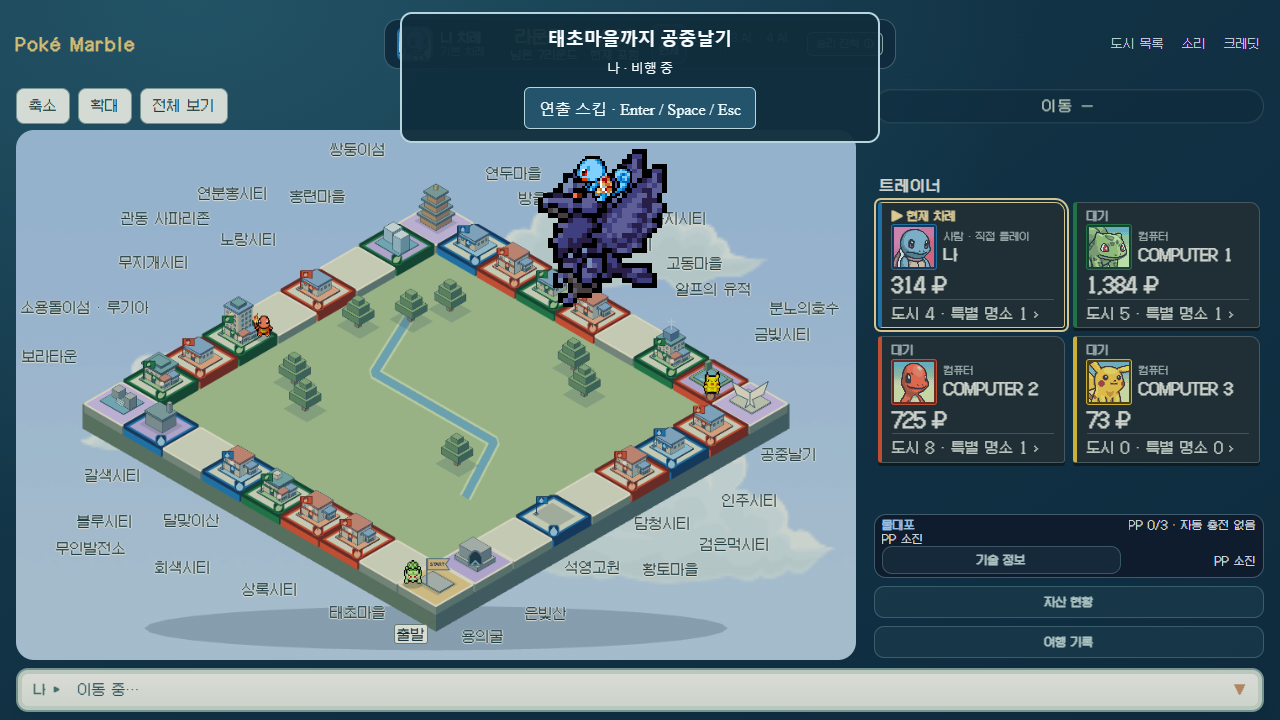 Poké Marble
태초마을까지 공중날기
나 · 비행 중
연출 스킵 · Enter / Space / Esc
도시 목록
소리
크레딧
축소
확대
전체 보기
이동 —
쌍둥이섬
연두마을
연분홍시티
홍련마을
관동 사파리존
노랑시티
무지개시티
고동마을
소용돌이섬 · 루기아
알프의 유적
분노의호수
금빛시티
보라타운
갈색시티
공중날기
블루시티
달맞이산
인주시티
담청시티
무인발전소
검은먹시티
회색시티
석영고원
황토마을
상록시티
태초마을
은빛산
출발
용의굴
START
트레이너
▶ 현재 차례
사람 · 직접 플레이
나
314 ₽
도시 4 · 특별 명소 1 ›
대기
컴퓨터
COMPUTER 1
1,384 ₽
도시 5 · 특별 명소 1 ›
대기
컴퓨터
COMPUTER 2
725 ₽
도시 8 · 특별 명소 1 ›
대기
컴퓨터
COMPUTER 3
73 ₽
도시 0 · 특별 명소 0 ›
물대포
PP 0/3 · 자동 충전 없음
PP 소진
기술 정보
PP 소진
자산 현황
여행 기록
나 ▸ 이동 중…
▼